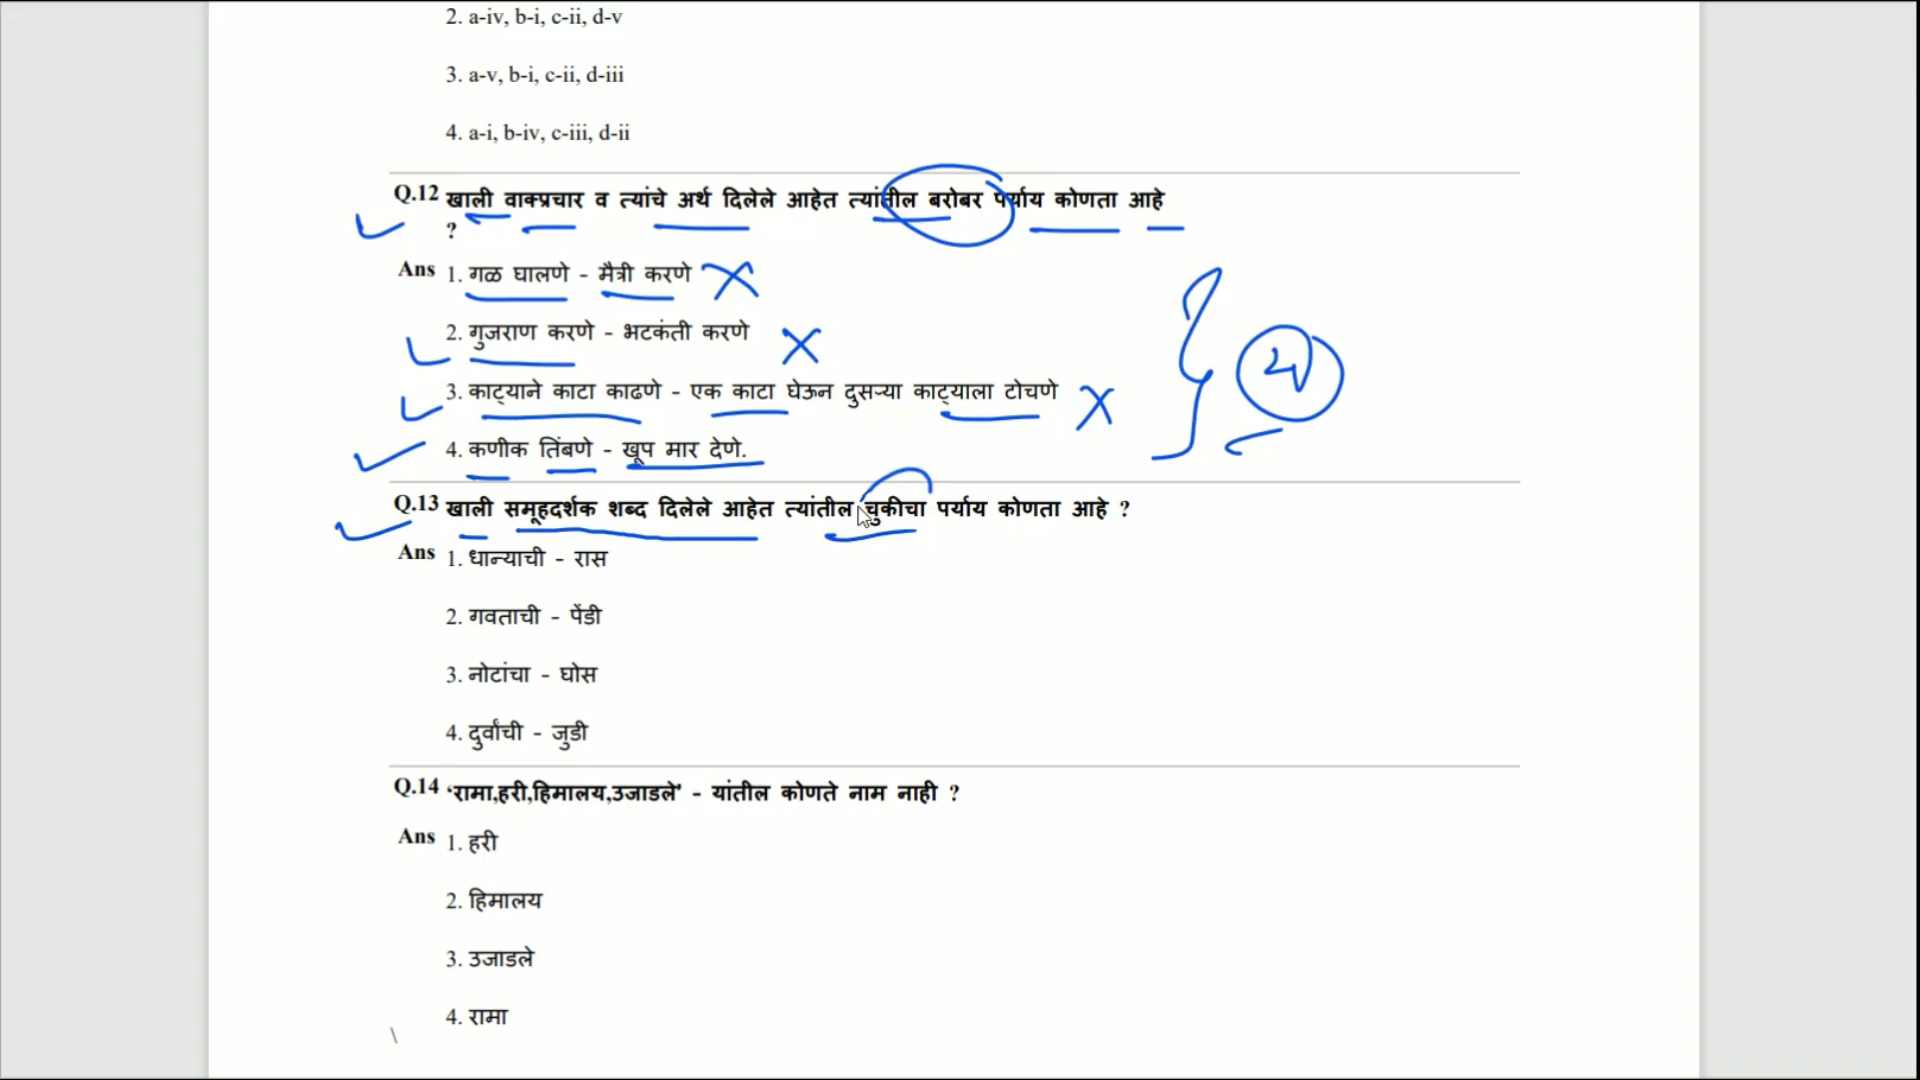 2. a-iv, b-i, c-ii, d-v
3. a-v, b-i, c-ii, d-iii
4. a-i, b-iv, c-iii, d-ii
Q.12 खाली वाक्प्रचार व त्यांचे अर्थ दिलेले आहेत त्यांतील बरोबर पर्याय कोणता आहे
?
Ans 1. गळ घालणे - मैत्री करणे
2. गुजराण करणे - भटकंती करणे
3. काट्याने काटा काढणे - एक काटा घेऊन दुसऱ्या काट्याला टोचणे
4. कणीक तिंबणे - खूप मार देणे.
Q.13 खाली समूहदर्शक शब्द दिलेले आहेत त्यांतील चुकीचा पर्याय कोणता आहे ?
Ans 1. धान्याची - रास
2. गवताची - पेंडी
3. नोटांचा - घोस
4. दुर्वांची - जुडी
Q.14 ‘रामा,हरी,हिमालय,उजाडले’ - यांतील कोणते नाम नाही ?
Ans 1. हरी
2. हिमालय
3. उजाडले
4. रामा